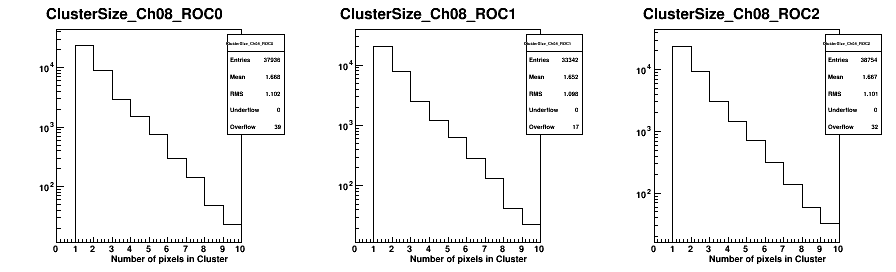 ClusterSize_Ch08_ROC0
ClusterSize_Ch08_ROC0
Entries 37936
Mean 1.668
RMS 1.102
Underflow 0
Overflow 39
10^4
10^3
10^2
0 1 2 3 4 5 6 7 8 9 10
Number of pixels in Cluster
ClusterSize_Ch08_ROC1
ClusterSize_Ch08_ROC1
Entries 33342
Mean 1.652
RMS 1.098
Underflow 0
Overflow 17
10^4
10^3
10^2
0 1 2 3 4 5 6 7 8 9 10
Number of pixels in Cluster
ClusterSize_Ch08_ROC2
ClusterSize_Ch08_ROC2
Entries 38754
Mean 1.667
RMS 1.101
Underflow 0
Overflow 32
10^4
10^3
10^2
0 1 2 3 4 5 6 7 8 9 10
Number of pixels in Cluster